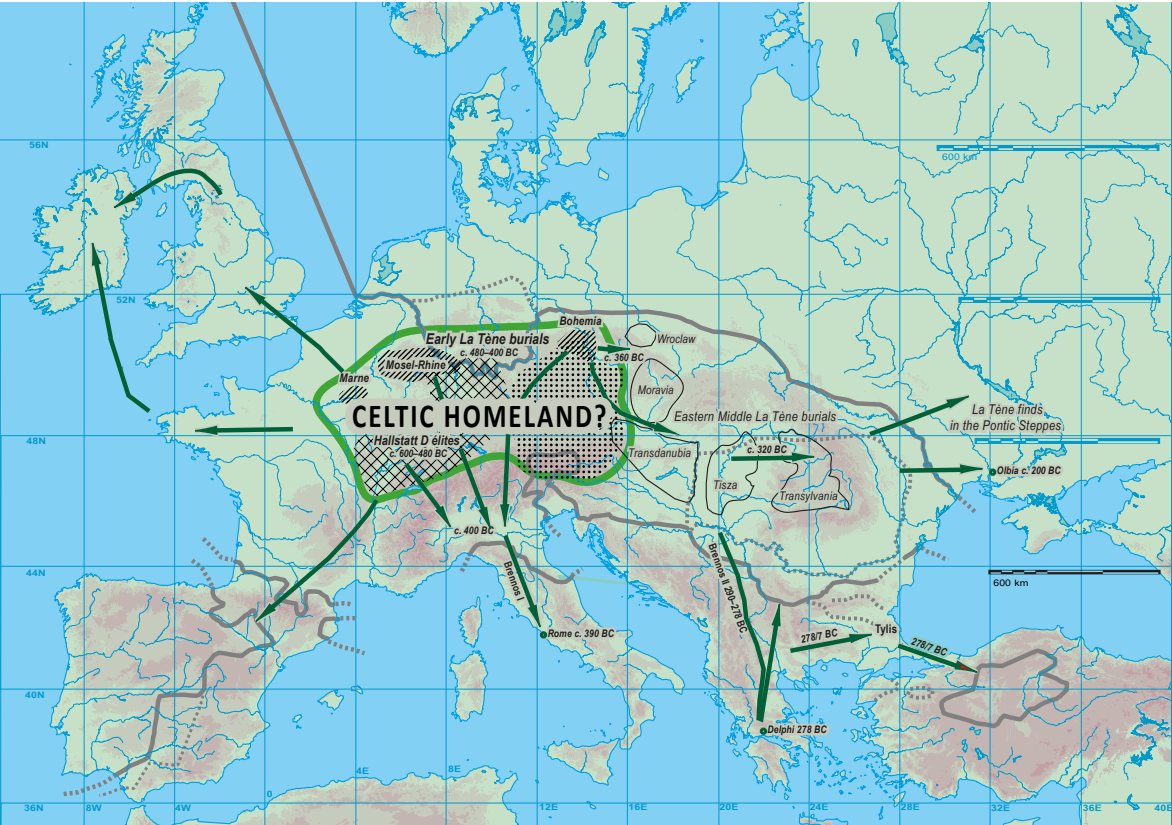 56N
600 km
52N
Bohemia
Early La Tène burials
c. 480–400 BC
Wroclaw
c. 360 BC
Mosel-Rhine
Marne
Moravia
CELTIC HOMELAND?
Eastern Middle La Tène burials
La Tène finds
in the Pontic Steppes
48N
Hallstatt D élites
c. 600–480 BC
Transdanubia
c. 320 BC
Olbia c. 200 BC
Tisza
Transylvania
c. 400 BC
44N
Brennos I
Brennos II 290–278 BC
600 km
Rome c. 390 BC
278/7 BC
Tylis
278/7 BC
40N
Delphi 278 BC
4E
8E
36N
8W
4W
0
12E
16E
20E
24E
28E
32E
36E
40E